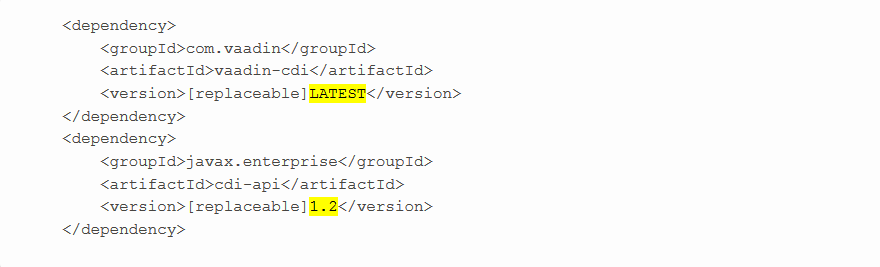 <dependency>
    <groupId>com.vaadin</groupId>
    <artifactId>vaadin-cdi</artifactId>
    <version>[replaceable]LATEST</version>
</dependency>
<dependency>
    <groupId>javax.enterprise</groupId>
    <artifactId>cdi-api</artifactId>
    <version>[replaceable]1.2</version>
</dependency>